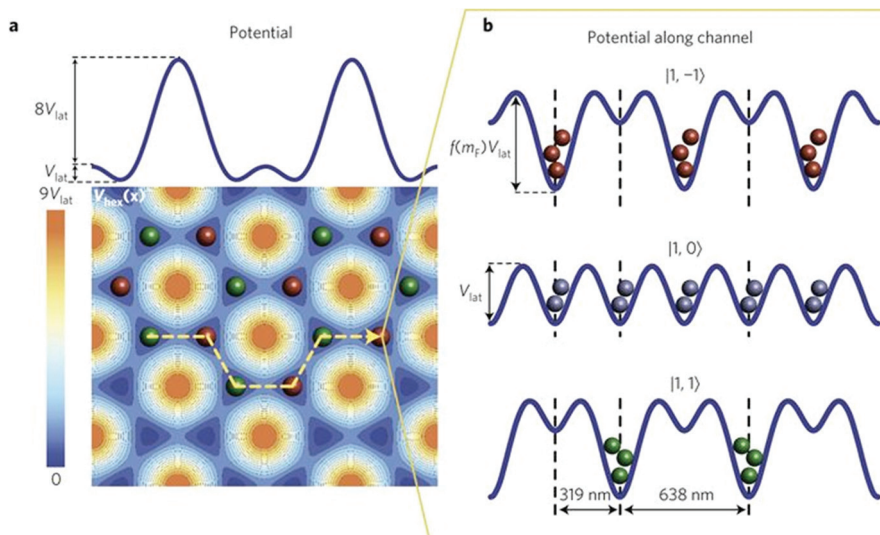 a
Potential
8V_lat
V_lat
9V_lat
V_hex(x)
0
b
Potential along channel
|1, −1⟩
f(m_F)V_lat
|1, 0⟩
V_lat
|1, 1⟩
319 nm
638 nm